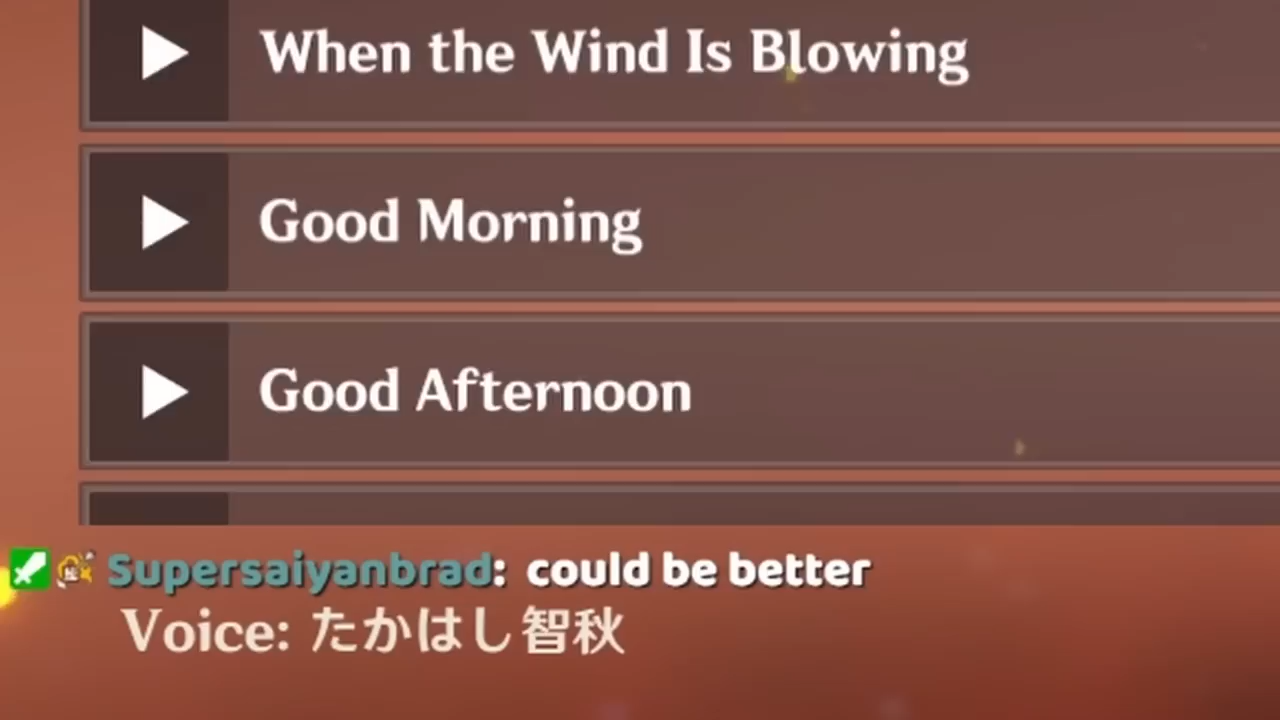 When the Wind Is Blowing
Good Morning
Good Afternoon
Supersaiyanbrad: could be better
Voice: たかはし智秋